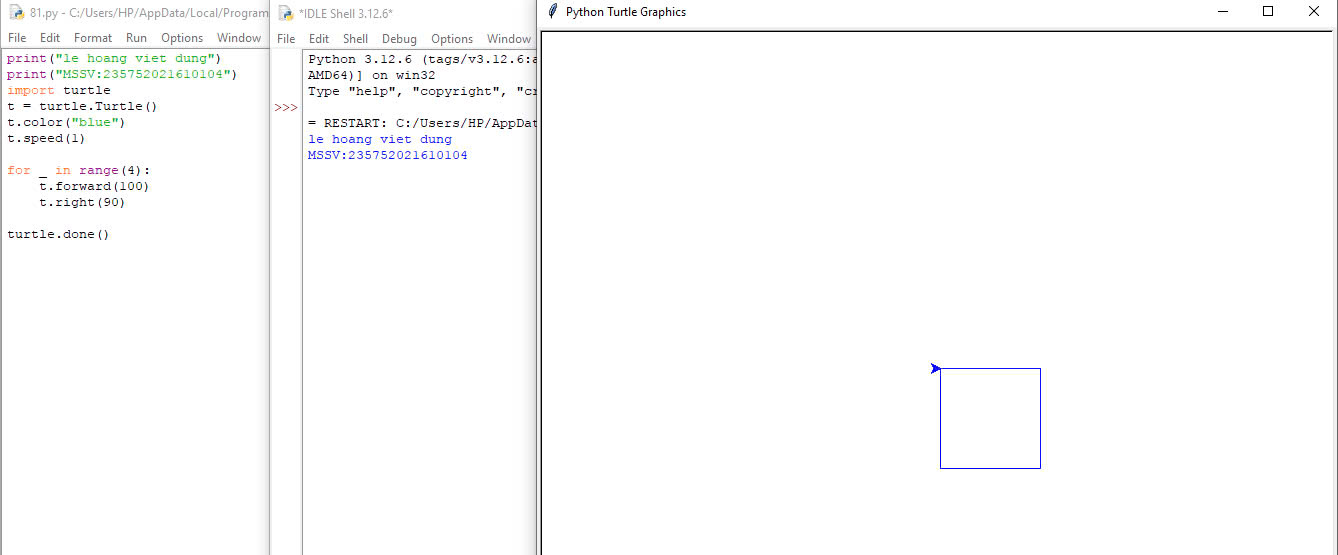 81.py - C:/Users/HP/AppData/Local/Program
File Edit Format Run Options Window
print("le hoang viet dung")
print("MSSV:235752021610104")
import turtle
t = turtle.Turtle()
t.color("blue")
t.speed(1)
for _ in range(4):
    t.forward(100)
    t.right(90)
turtle.done()
*IDLE Shell 3.12.6*
File Edit Shell Debug Options Window
Python 3.12.6 (tags/v3.12.6:a
AMD64)] on win32
Type "help", "copyright", "cr
>>>
= RESTART: C:/Users/HP/AppDat
le hoang viet dung
MSSV:235752021610104
Python Turtle Graphics